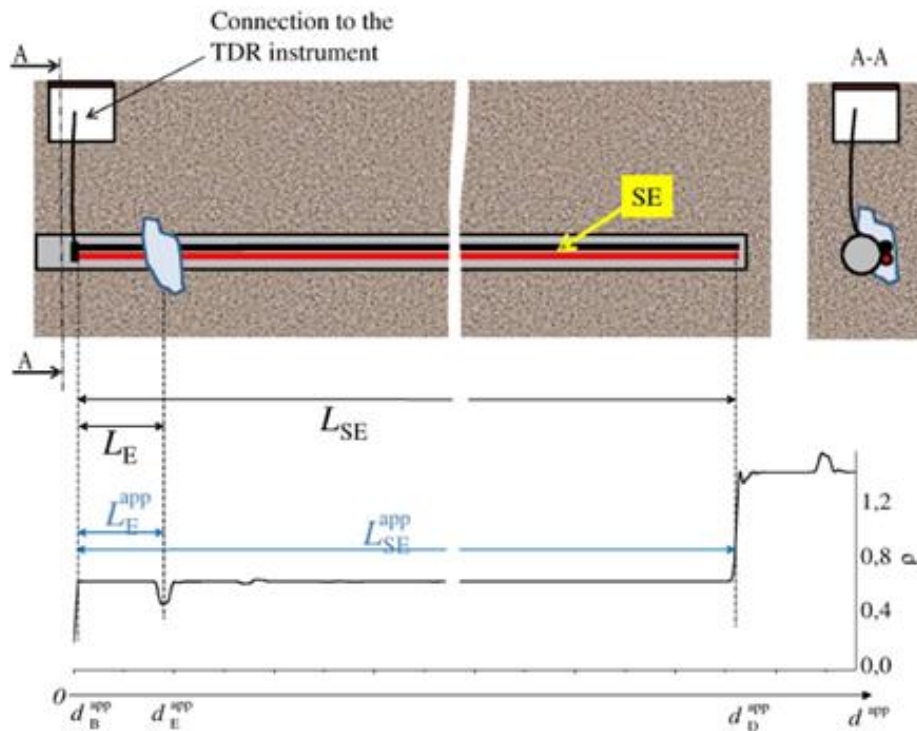 Connection to the
TDR instrument
A
A-A
SE
A
L_SE
L_E
L_E^app
L_SE^app
1,2
0,8
ρ
0,4
0,0
0
d_B^app
d_E^app
d_D^app
d^app